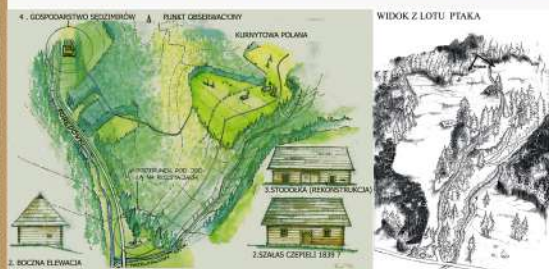 4 . GOSPODARSTWO SĘDZIMIRÓW
PUNKT OBSERWACYJNY
KURNYTOWA POLANA
WIDOK Z LOTU PTAKA
3.STODÓŁKA (REKONSTRUKCJA)
2. BOCZNA ELEWACJA
2.SZAŁAS CZEPIELI 1839 ?